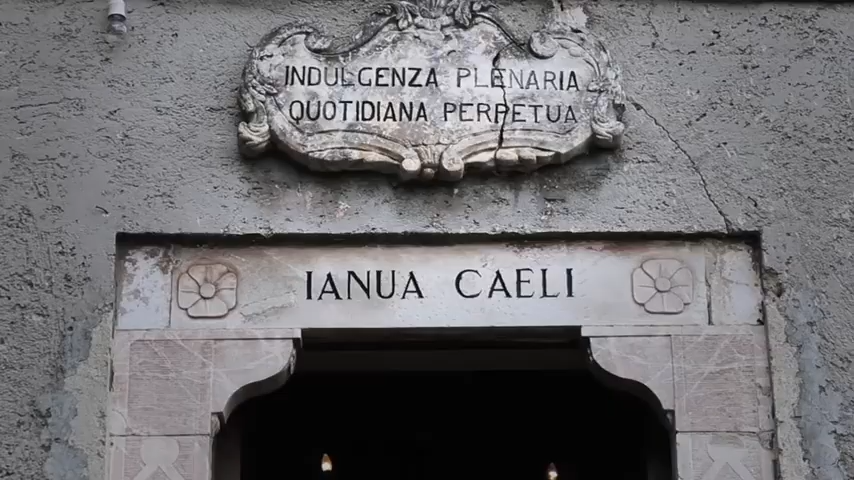 INDULGENZA PLENARIA
QUOTIDIANA PERPETUA
IANUA CAELI